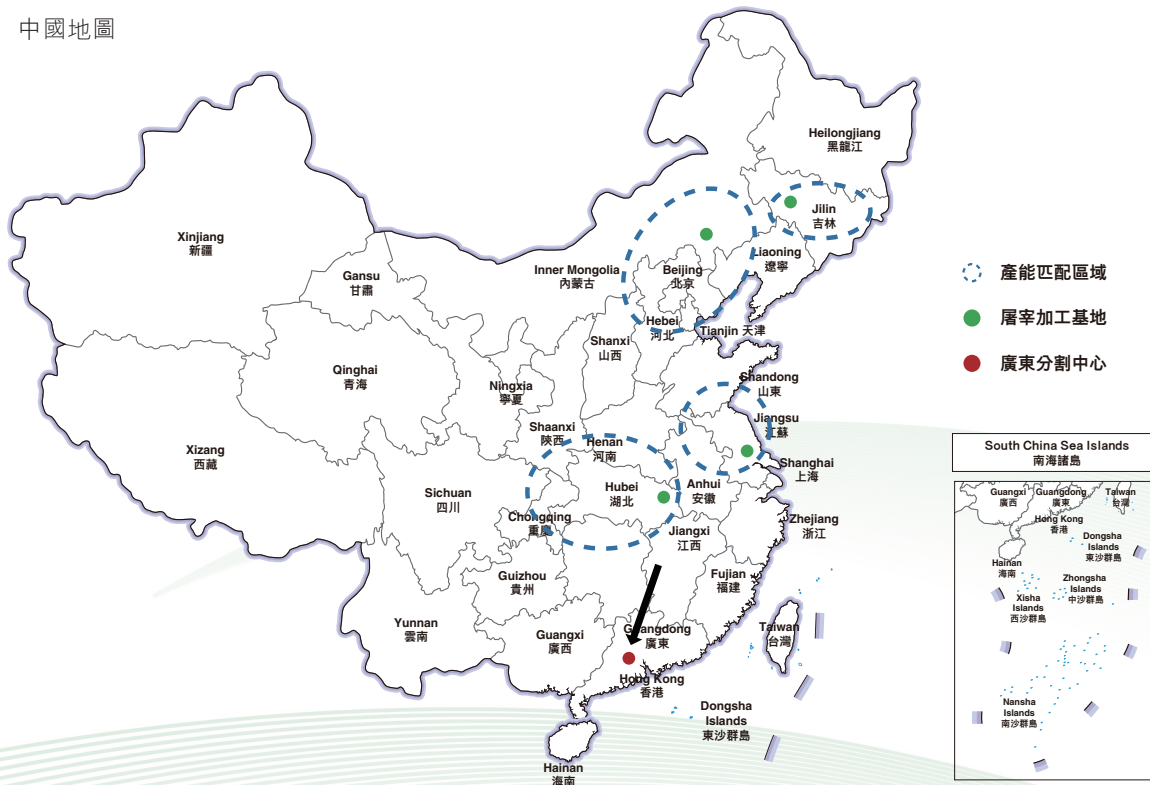 中國地圖
Heilongjiang
黑龍江
Jilin
吉林
Xinjiang
新疆
Liaoning
遼寧
Gansu
甘肅
Inner Mongolia
內蒙古
Beijing
北京
Hebei
河北
Tianjin 天津
Shanxi
山西
Qinghai
青海
Ningxia
寧夏
Shandong
山東
Shaanxi
陝西
Jiangsu
江蘇
Henan
河南
Xizang
西藏
Shanghai
上海
Sichuan
四川
Hubei
湖北
Anhui
安徽
Chongqing
重慶
Zhejiang
浙江
Jiangxi
江西
Guizhou
貴州
Fujian
福建
Yunnan
雲南
Guangxi
廣西
Guangdong
廣東
Taiwan
台灣
Hong Kong
香港
Dongsha
Islands
東沙群島
Hainan
海南
產能匹配區域
屠宰加工基地
廣東分割中心
South China Sea Islands
南海諸島
Guangxi
廣西
Guangdong
廣東
Taiwan
台灣
Hong Kong
香港
Dongsha
Islands
東沙群島
Hainan
海南
Zhongsha
Islands
中沙群島
Xisha
Islands
西沙群島
Nansha
Islands
南沙群島